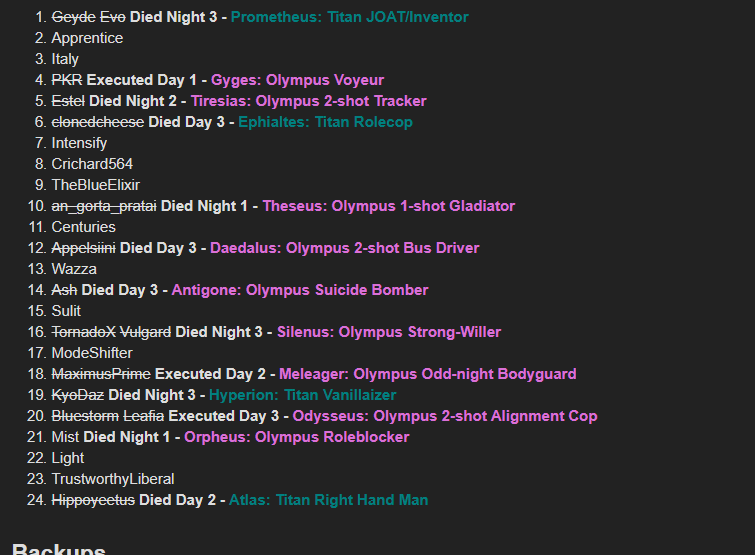 1. Geyde Evo Died Night 3 - Prometheus: Titan JOAT/Inventor
2. Apprentice
3. Italy
4. PKR Executed Day 1 - Gyges: Olympus Voyeur
5. Estel Died Night 2 - Tiresias: Olympus 2-shot Tracker
6. clonedcheese Died Day 3 - Ephialtes: Titan Rolecop
7. Intensify
8. Crichard564
9. TheBlueElixir
10. an_gorta_pratai Died Night 1 - Theseus: Olympus 1-shot Gladiator
11. Centuries
12. Appelsiini Died Day 3 - Daedalus: Olympus 2-shot Bus Driver
13. Wazza
14. Ash Died Day 3 - Antigone: Olympus Suicide Bomber
15. Sulit
16. TornadoX Vulgard Died Night 3 - Silenus: Olympus Strong-Willer
17. ModeShifter
18. MaximusPrime Executed Day 2 - Meleager: Olympus Odd-night Bodyguard
19. KyoDaz Died Night 3 - Hyperion: Titan Vanillaizer
20. Bluestorm Leafia Executed Day 3 - Odysseus: Olympus 2-shot Alignment Cop
21. Mist Died Night 1 - Orpheus: Olympus Roleblocker
22. Light
23. TrustworthyLiberal
24. Hippoyeetus Died Day 2 - Atlas: Titan Right Hand Man
Backups